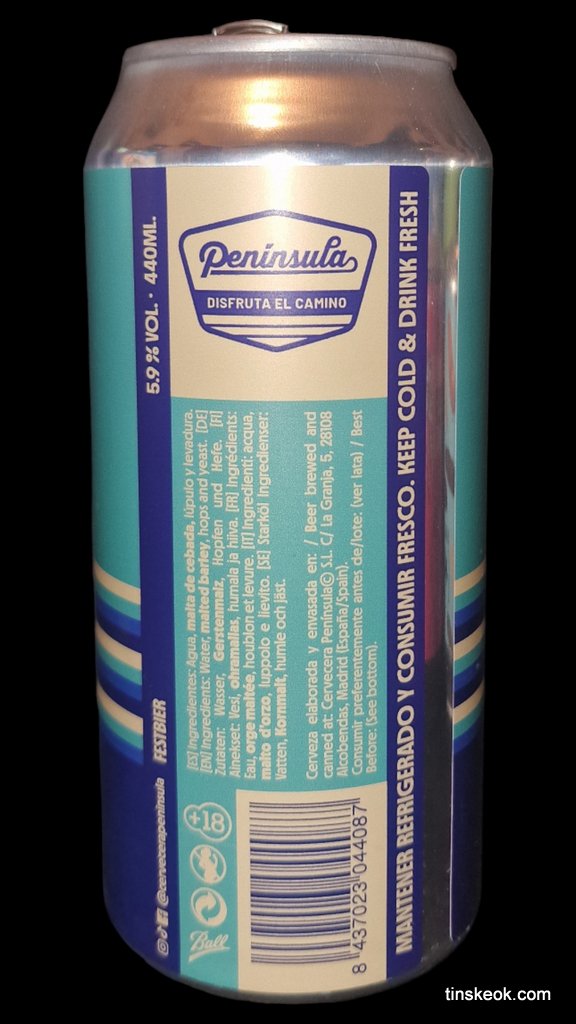 Península
DISFRUTA EL CAMINO
5.9 % VOL. · 440ML.
FESTBIER
@cervecerapeninsula
[ES] Ingredientes: Agua, malta de cebada, lúpulo y levadura.
[EN] Ingredients: Water, malted barley, hops and yeast. [DE]
Zutaten: Wasser, Gerstenmalz, Hopfen und Hefe. [FI]
Ainekset: Vesi, ohramallas, humala ja hiiva. [FR] Ingrédients:
Eau, orge maltée, houblon et levure. [IT] Ingredienti: acqua,
malto d'orzo, luppolo e lievito. [SE] Starköl Ingredienser:
Vatten, Kornmalt, humle och jäst.
Cerveza elaborada y envasada en: / Beer brewed and
canned at: Cervecera Península© S.L. C/ La Granja, 5, 28108
Alcobendas, Madrid (España/Spain).
Consumir preferentemente antes de/lote: (ver lata) / Best
Before: (See bottom).
Ball
+18
8 437023 044087
MANTENER REFRIGERADO Y CONSUMIR FRESCO. KEEP COLD & DRINK FRESH
tinskeok.com